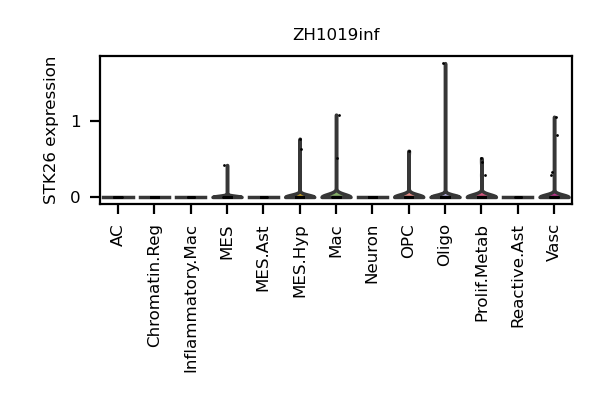 ZH1019inf
STK26 expression
1
0
AC
Chromatin.Reg
Inflammatory.Mac
MES
MES.Ast
MES.Hyp
Mac
Neuron
OPC
Oligo
Prolif.Metab
Reactive.Ast
Vasc